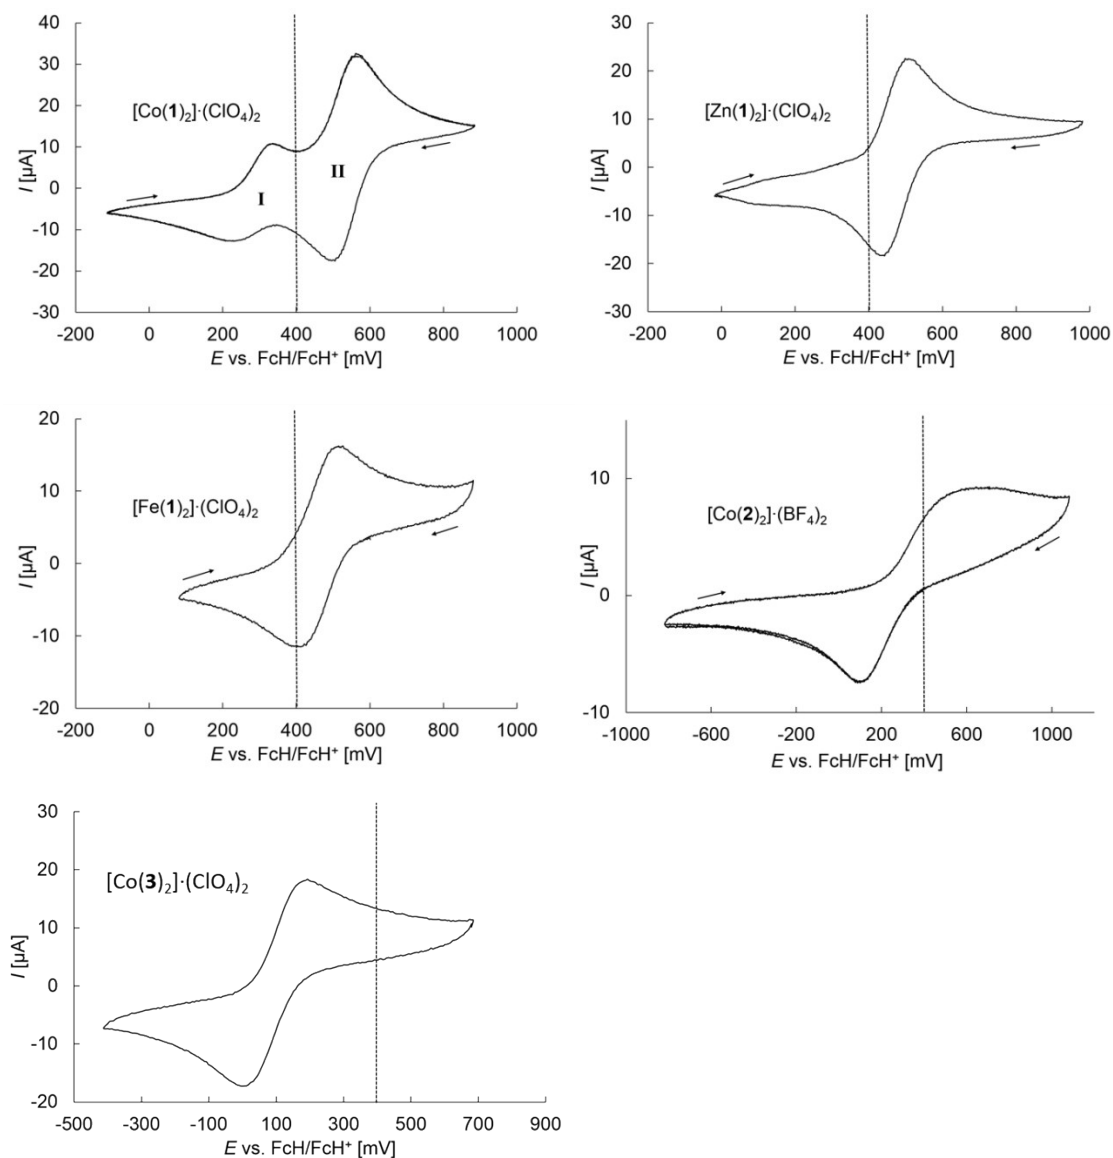 40
30
20
10
0
-10
-20
-30
I [µA]
[Co(1)₂]·(ClO₄)₂
I
II
-200 0 200 400 600 800 1000
E vs. FcH/FcH⁺ [mV]
30
20
10
0
-10
-20
-30
I [µA]
[Zn(1)₂]·(ClO₄)₂
-200 0 200 400 600 800 1000
E vs. FcH/FcH⁺ [mV]
20
10
0
-10
-20
I [µA]
[Fe(1)₂]·(ClO₄)₂
-200 0 200 400 600 800 1000
E vs. FcH/FcH⁺ [mV]
10
0
-10
I [µA]
[Co(2)₂]·(BF₄)₂
-1000 -600 -200 200 600 1000
E vs. FcH/FcH⁺ [mV]
30
20
10
0
-10
-20
I [µA]
[Co(3)₂]·(ClO₄)₂
-500 -300 -100 100 300 500 700 900
E vs. FcH/FcH⁺ [mV]